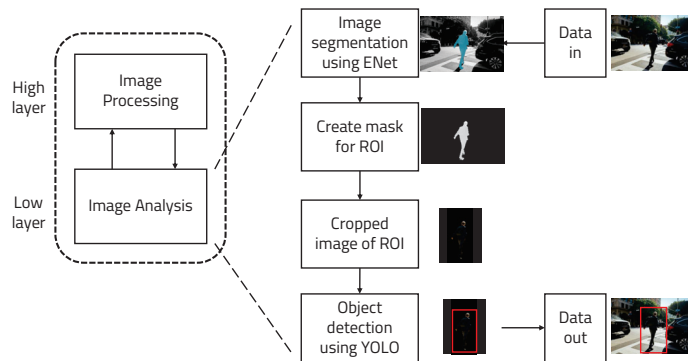 High
layer
Image
Processing
Low
layer
Image Analysis
Image
segmentation
using ENet
Data
in
Create mask
for ROI
Cropped
image of ROI
Object
detection
using YOLO
Data
out